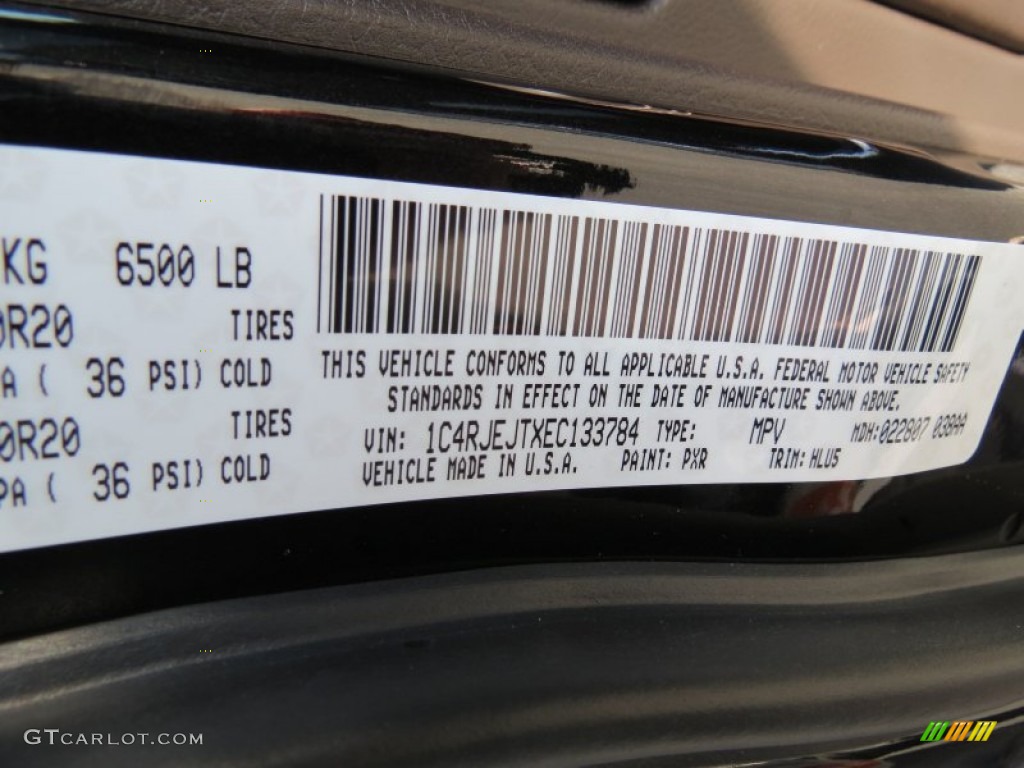 KG 6500 LB
0R20 TIRES
A ( 36 PSI) COLD
0R20 TIRES
PA ( 36 PSI) COLD
THIS VEHICLE CONFORMS TO ALL APPLICABLE U.S.A. FEDERAL MOTOR VEHICLE SAFETY
STANDARDS IN EFFECT ON THE DATE OF MANUFACTURE SHOWN ABOVE.
VIN: 1C4RJEJTXEC133784 TYPE: MPV MDH:022807 038AA
VEHICLE MADE IN U.S.A. PAINT: PXR TRIM: HLU5
GTCARLOT.COM